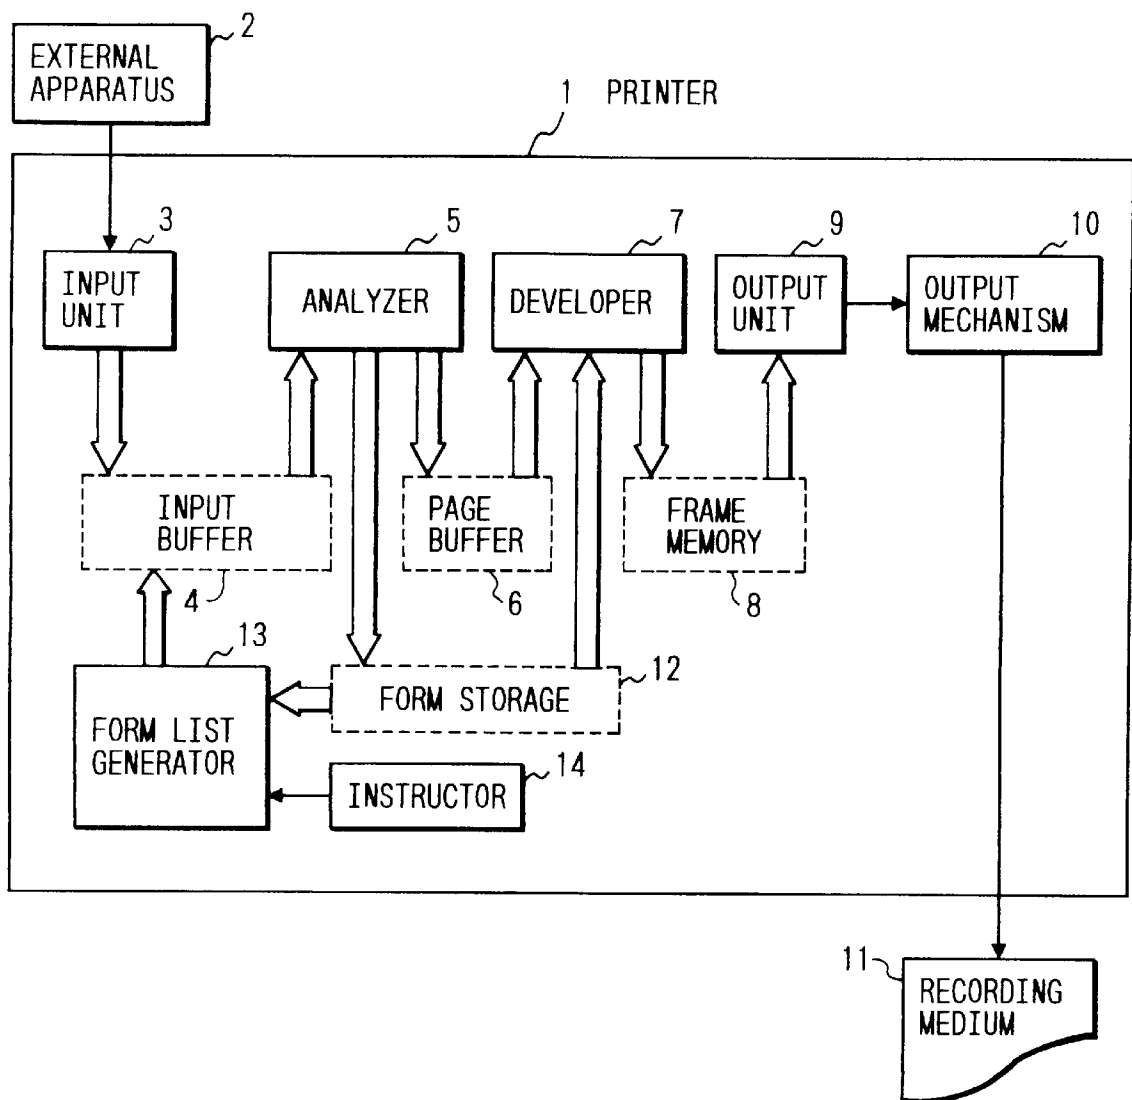 2
EXTERNAL
APPARATUS
1 PRINTER
3
5
7
9
10
INPUT
UNIT
ANALYZER
DEVELOPER
OUTPUT
UNIT
OUTPUT
MECHANISM
INPUT
BUFFER
PAGE
BUFFER
FRAME
MEMORY
4
6
8
13
12
FORM STORAGE
FORM LIST
GENERATOR
14
INSTRUCTOR
11
RECORDING
MEDIUM